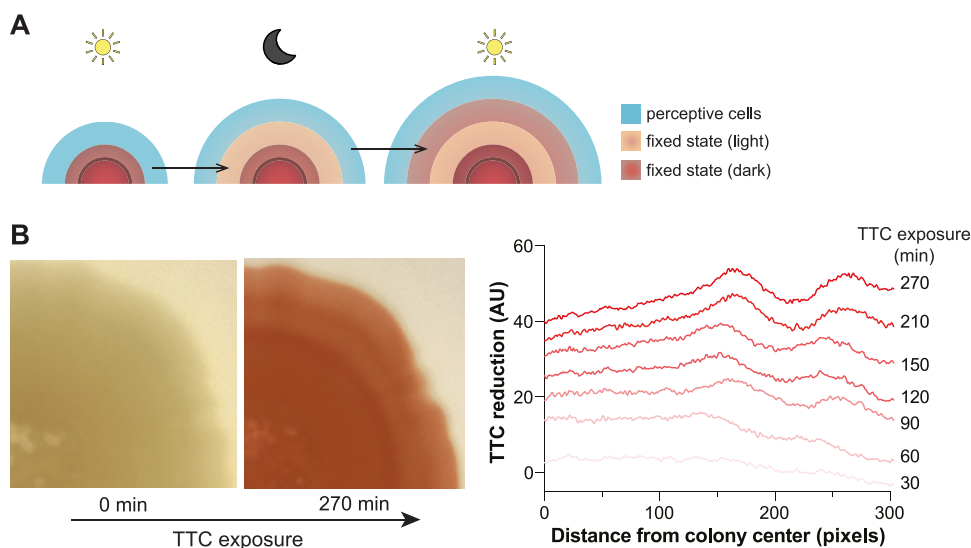 A
perceptive cells
fixed state (light)
fixed state (dark)
B
0 min
270 min
TTC exposure
TTC exposure
(min)
60
40
20
0
TTC reduction (AU)
270
210
150
120
90
60
30
0
100
200
300
Distance from colony center (pixels)